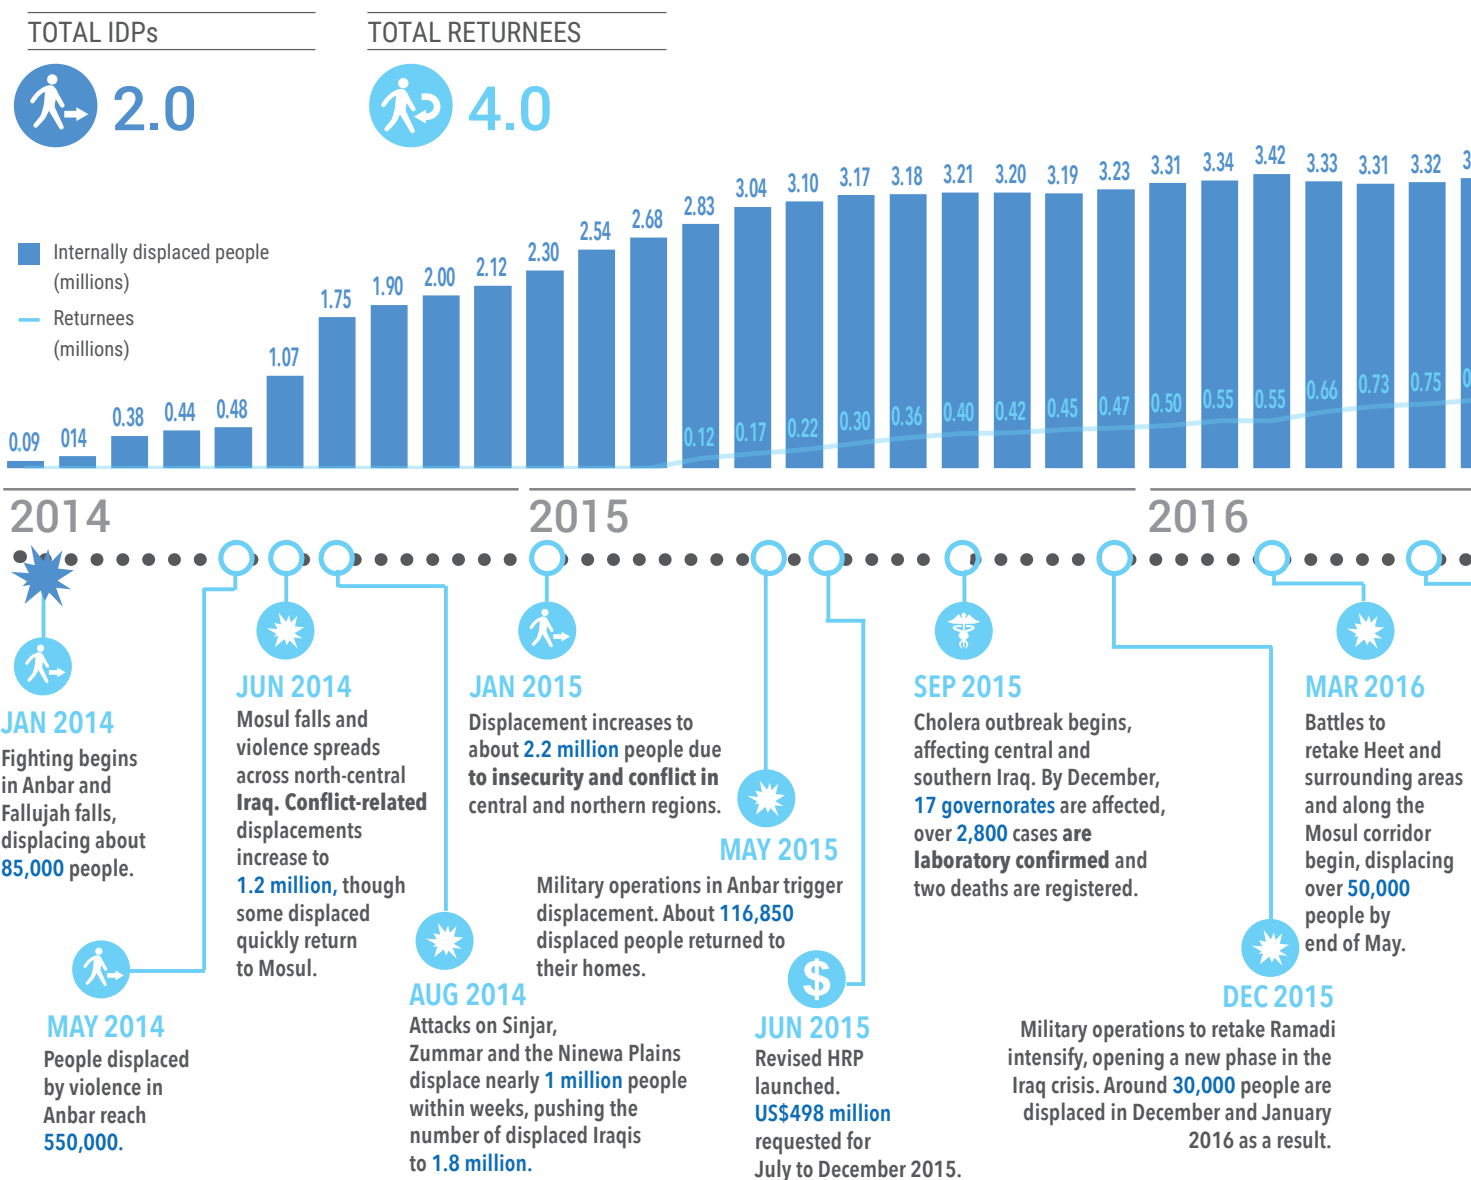 TOTAL IDPs
TOTAL RETURNEES
2.0
4.0
Internally displaced people
(millions)
Returnees
(millions)
0.09
014
0.38
0.44
0.48
1.07
1.75
1.90
2.00
2.12
2.30
2.54
2.68
2.83
3.04
3.10
3.17
3.18
3.21
3.20
3.19
3.23
3.31
3.34
3.42
3.33
3.31
3.32
0.12
0.17
0.22
0.30
0.36
0.40
0.42
0.45
0.47
0.50
0.55
0.55
0.66
0.73
0.75
2014
2015
2016
JAN 2014
Fighting begins
in Anbar and
Fallujah falls,
displacing about
85,000 people.
MAY 2014
People displaced
by violence in
Anbar reach
550,000.
JUN 2014
Mosul falls and
violence spreads
across north-central
Iraq. Conflict-related
displacements
increase to
1.2 million, though
some displaced
quickly return
to Mosul.
AUG 2014
Attacks on Sinjar,
Zummar and the Ninewa Plains
displace nearly 1 million people
within weeks, pushing the
number of displaced Iraqis
to 1.8 million.
JAN 2015
Displacement increases to
about 2.2 million people due
to insecurity and conflict in
central and northern regions.
MAY 2015
Military operations in Anbar trigger
displacement. About 116,850
displaced people returned to
their homes.
$
JUN 2015
Revised HRP
launched.
US$498 million
requested for
July to December 2015.
SEP 2015
Cholera outbreak begins,
affecting central and
southern Iraq. By December,
17 governorates are affected,
over 2,800 cases are
laboratory confirmed and
two deaths are registered.
DEC 2015
Military operations to retake Ramadi
intensify, opening a new phase in the
Iraq crisis. Around 30,000 people are
displaced in December and January
2016 as a result.
MAR 2016
Battles to
retake Heet and
surrounding areas
and along the
Mosul corridor
begin, displacing
over 50,000
people by
end of May.